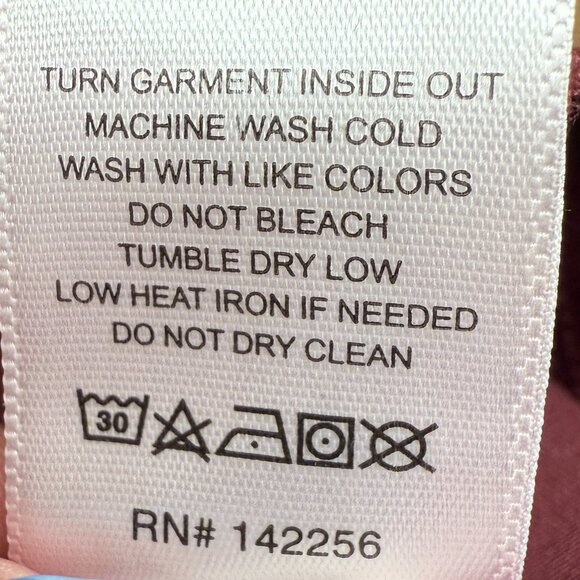 TURN GARMENT INSIDE OUT
MACHINE WASH COLD
WASH WITH LIKE COLORS
DO NOT BLEACH
TUMBLE DRY LOW
LOW HEAT IRON IF NEEDED
DO NOT DRY CLEAN
30
RN# 142256